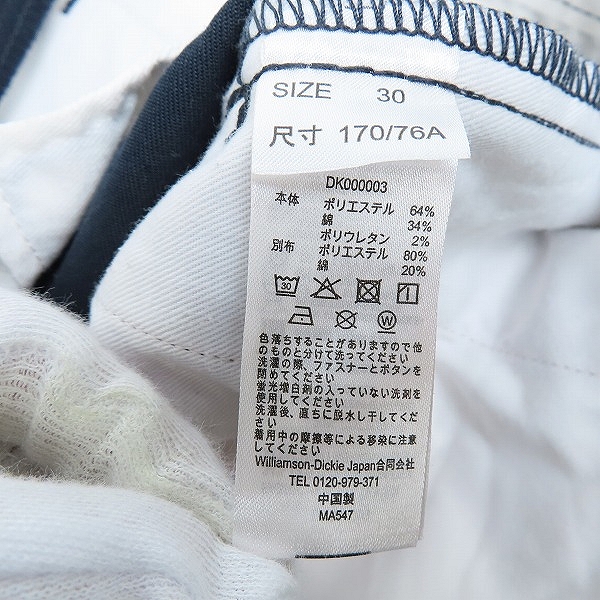 SIZE 30
尺寸 170/76A
DK000003
本体 ポリエステル 64%
綿 34%
ポリウレタン 2%
別布 ポリエステル 80%
綿 20%
30
W
色落ちすることがありますので他
のものと分けて洗ってください
洗濯の際、ファスナーとボタンを
閉めてください
蛍光増白剤の入っていない洗剤を
使用してください
洗濯後、直ちに脱水し干してくだ
さい
着用中の摩擦等による移染に注意
してください
Williamson-Dickie Japan合同会社
TEL 0120-979-371
中国製
MA547